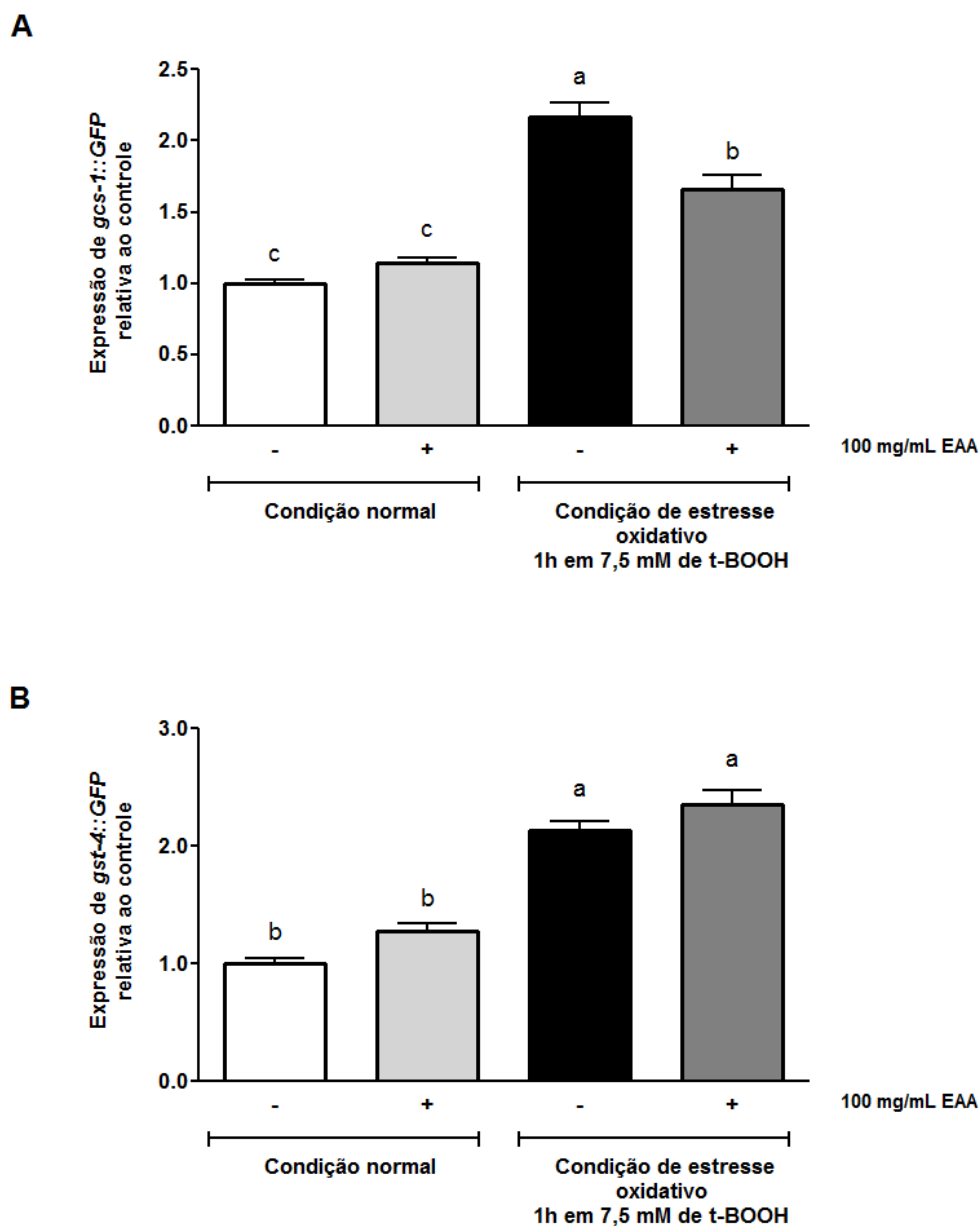 A
Expressão de gcs-1::GFP
relativa ao controle
2.5
2.0
1.5
1.0
0.5
0.0
c
c
a
b
- + - + 100 mg/mL EAA
Condição normal
Condição de estresse
oxidativo
1h em 7,5 mM de t-BOOH
B
Expressão de gst-4::GFP
relativa ao controle
3.0
2.0
1.0
0.0
b
b
a
a
- + - + 100 mg/mL EAA
Condição normal
Condição de estresse
oxidativo
1h em 7,5 mM de t-BOOH